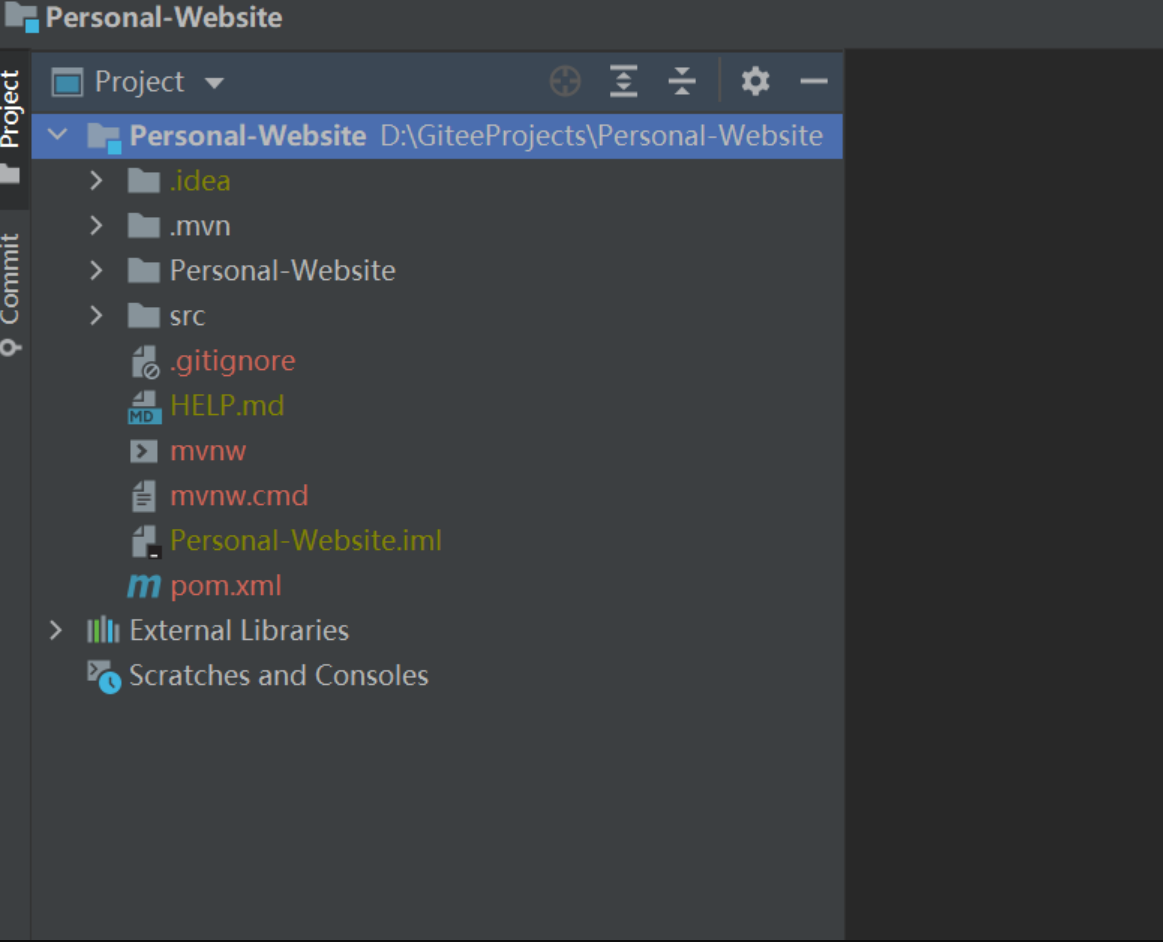 Personal-Website
Project
Project
Commit
Personal-Website D:\GiteeProjects\Personal-Website
.idea
.mvn
Personal-Website
src
.gitignore
HELP.md
MD
mvnw
mvnw.cmd
Personal-Website.iml
m pom.xml
External Libraries
Scratches and Consoles